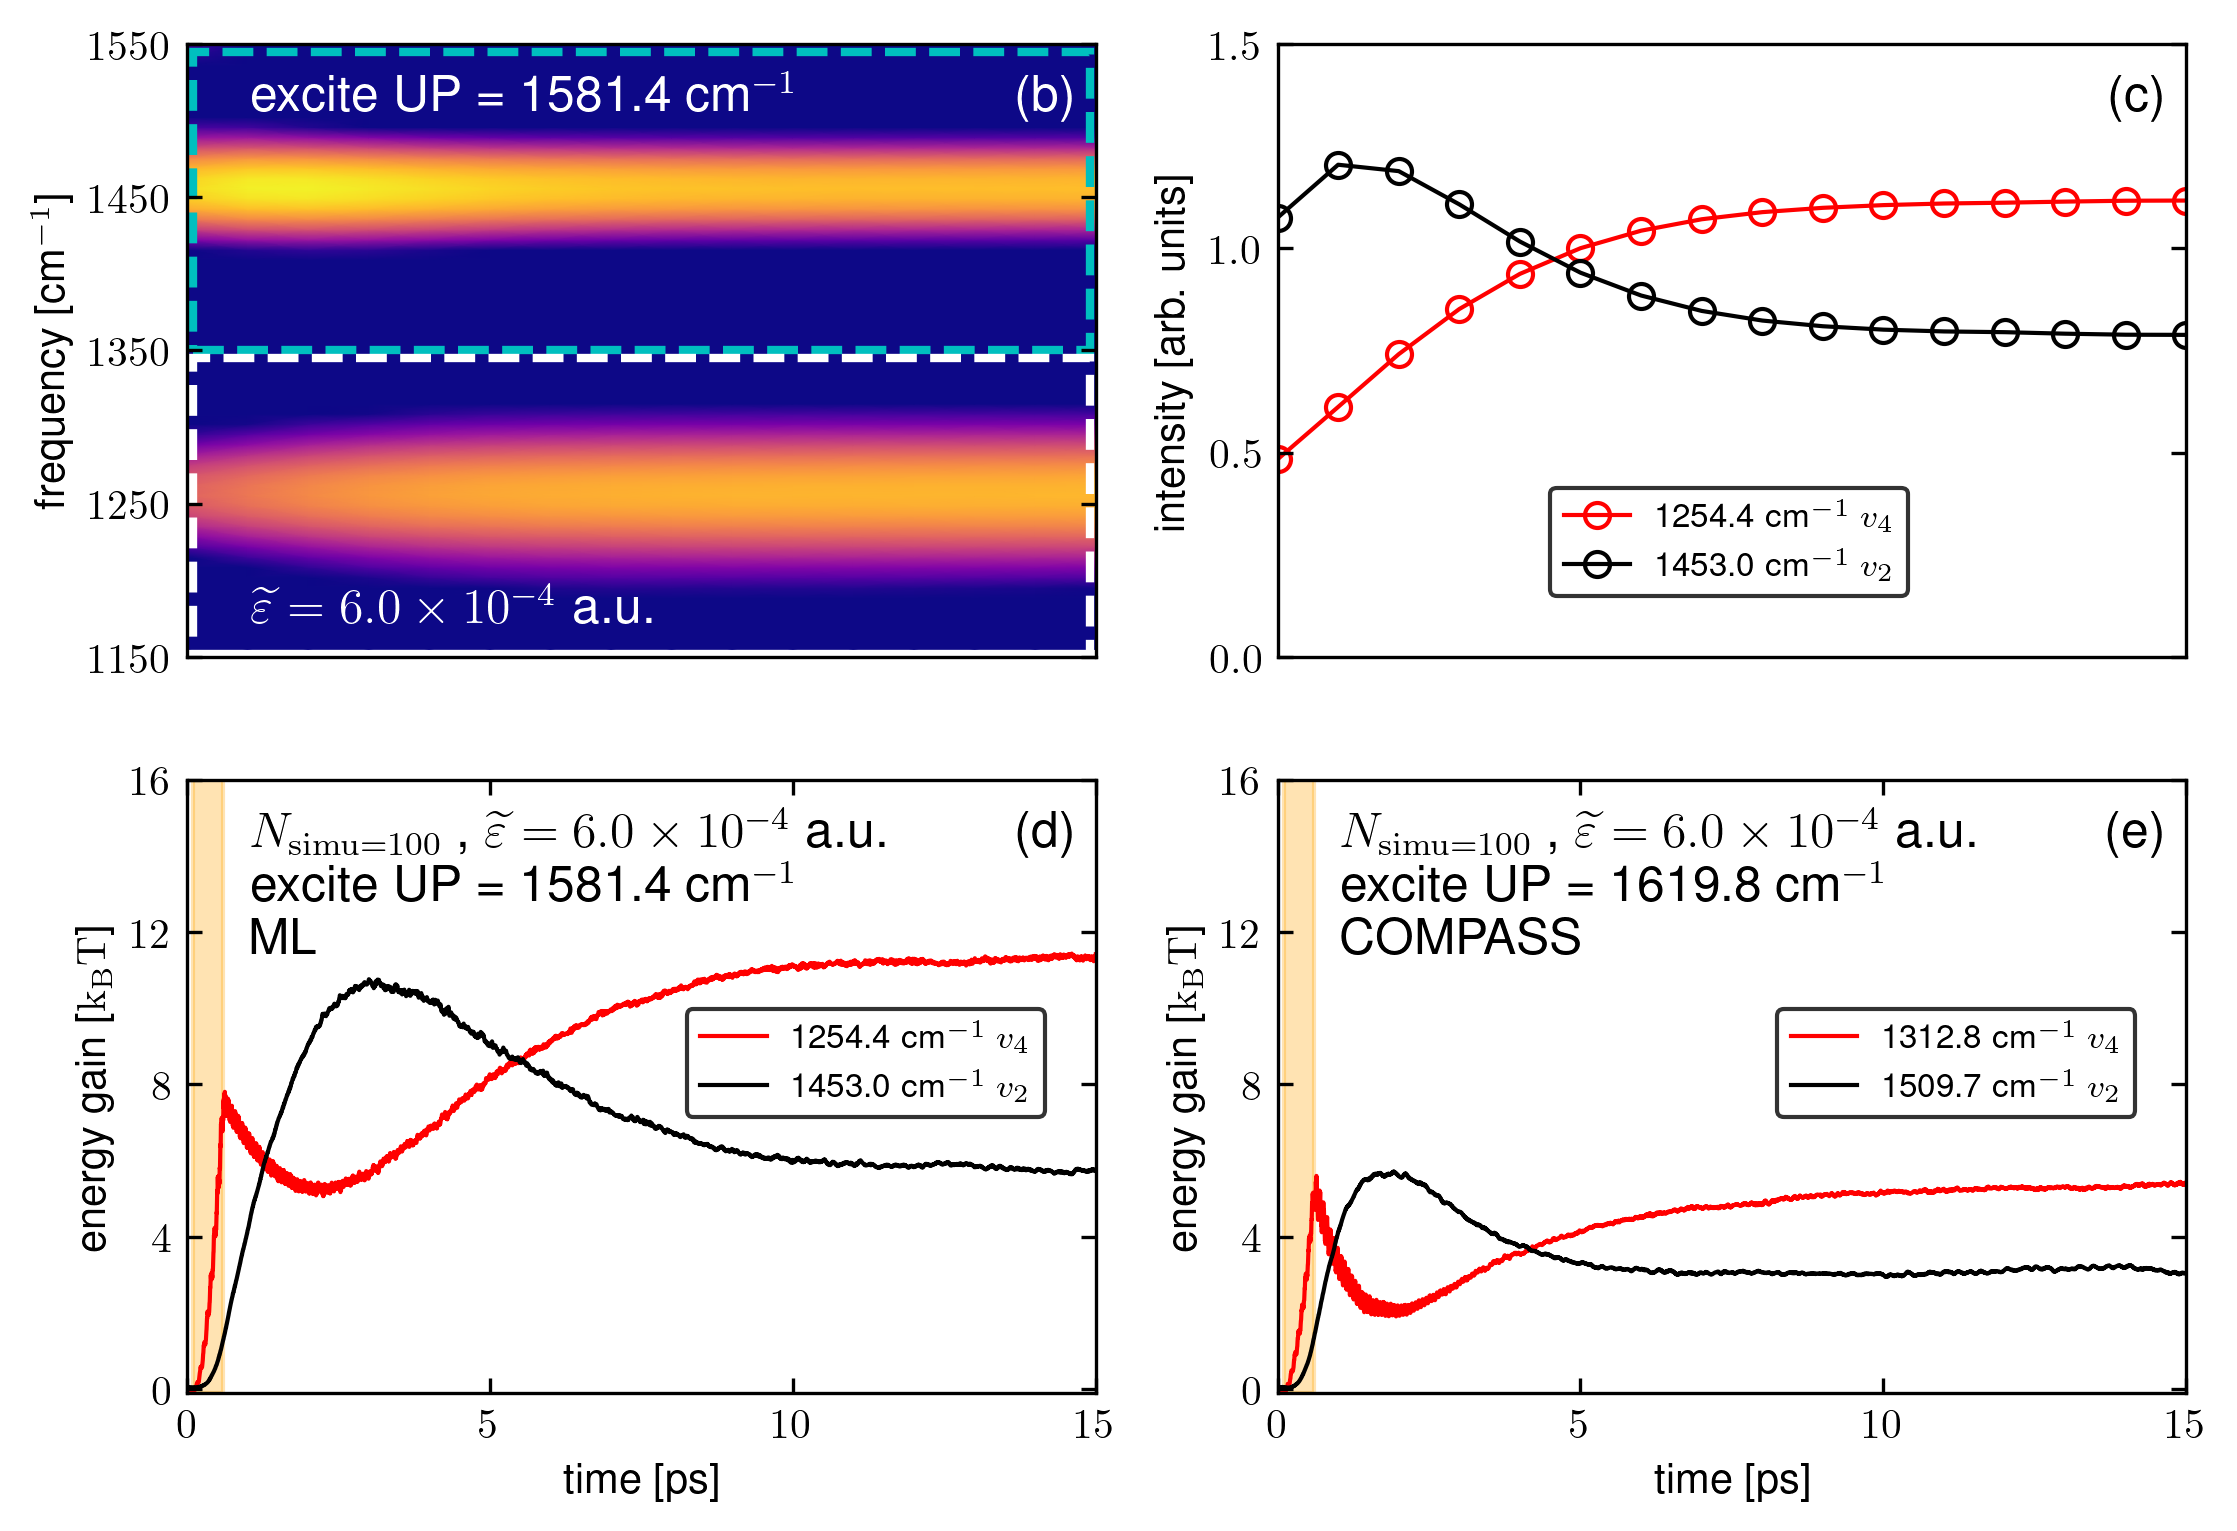 1550
1450
1350
1250
1150
frequency [cm⁻¹]
excite UP = 1581.4 cm⁻¹
(b)
ε̃ = 6.0 × 10⁻⁴ a.u.
1.5
1.0
0.5
0.0
intensity [arb. units]
(c)
1254.4 cm⁻¹ v₄
1453.0 cm⁻¹ v₂
16
12
8
4
0
energy gain [k_BT]
N_simu=100 , ε̃ = 6.0 × 10⁻⁴ a.u.
(d)
excite UP = 1581.4 cm⁻¹
ML
1254.4 cm⁻¹ v₄
1453.0 cm⁻¹ v₂
0 5 10 15
time [ps]
16
12
8
4
0
energy gain [k_BT]
N_simu=100 , ε̃ = 6.0 × 10⁻⁴ a.u.
(e)
excite UP = 1619.8 cm⁻¹
COMPASS
1312.8 cm⁻¹ v₄
1509.7 cm⁻¹ v₂
0 5 10 15
time [ps]